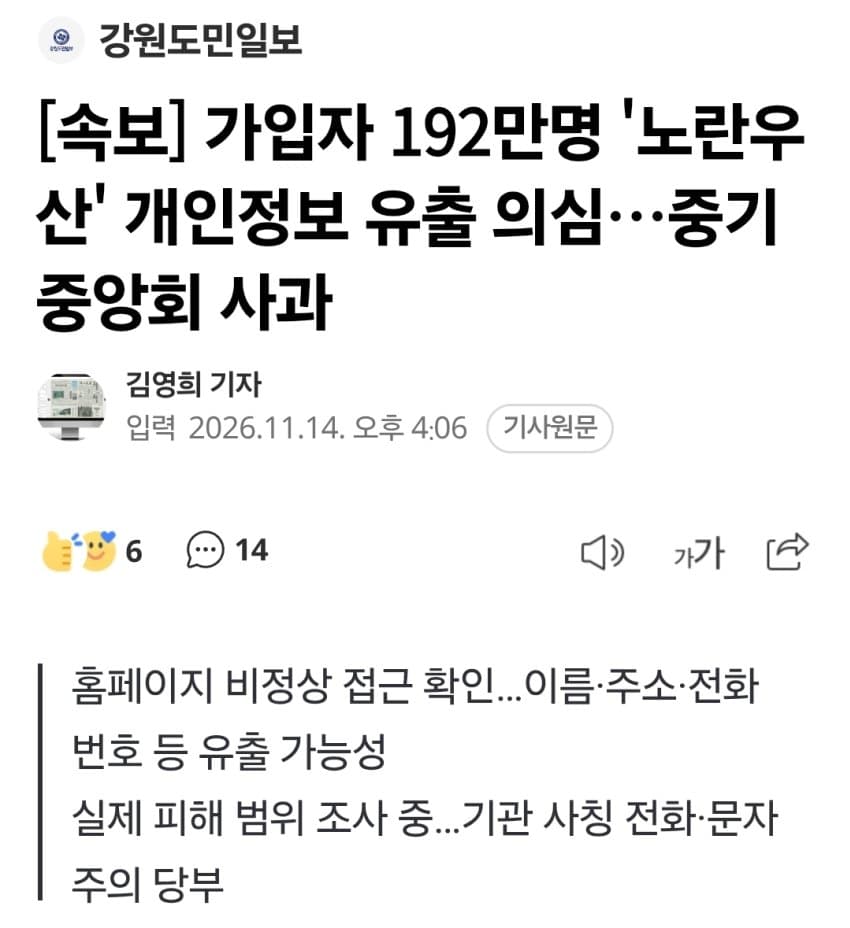 강원도민일보
[속보] 가입자 192만명 '노란우
산' 개인정보 유출 의심…중기
중앙회 사과
김영희 기자
입력 2026.11.14. 오후 4:06 기사원문
6 14 가가
홈페이지 비정상 접근 확인...이름·주소·전화
번호 등 유출 가능성
실제 피해 범위 조사 중...기관 사칭 전화·문자
주의 당부